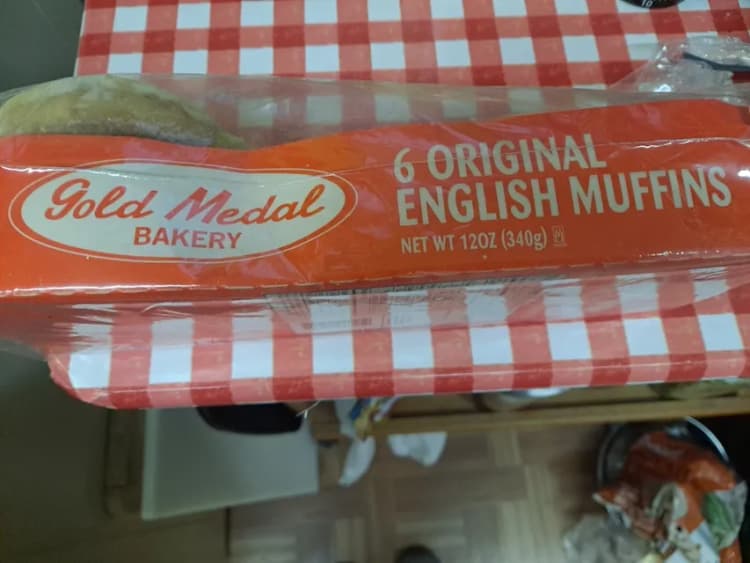 Gold Medal
BAKERY
6 ORIGINAL
ENGLISH MUFFINS
NET WT 12OZ (340g)